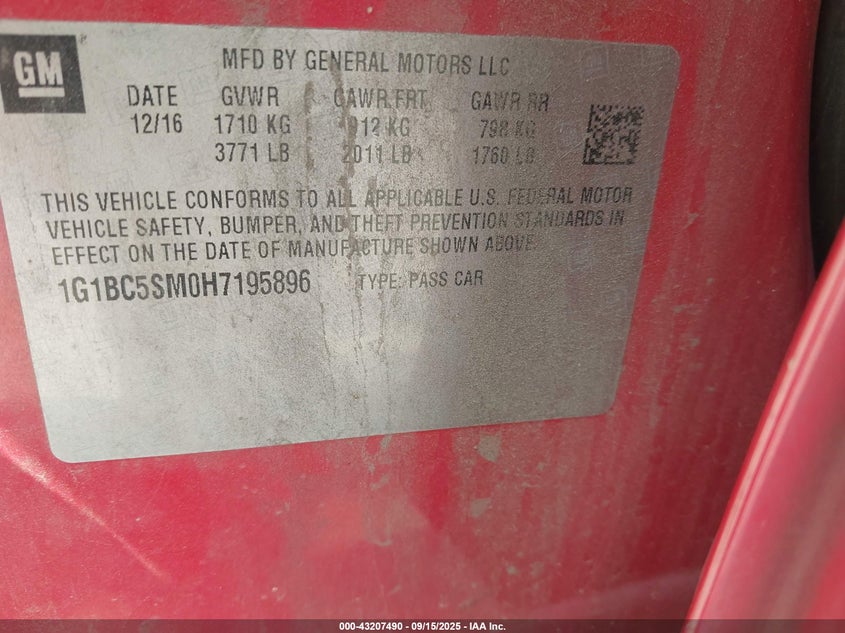 GM ®
MFD BY GENERAL MOTORS LLC
DATE GVWR GAWR FRT GAWR RR
12/16 1710 KG 912 KG 798 KG
3771 LB 2011 LB 1760 LB
THIS VEHICLE CONFORMS TO ALL APPLICABLE U.S. FEDERAL MOTOR
VEHICLE SAFETY, BUMPER, AND THEFT PREVENTION STANDARDS IN
EFFECT ON THE DATE OF MANUFACTURE SHOWN ABOVE.
1G1BC5SM0H7195896 TYPE: PASS CAR
000-43207490 - 09/15/2025 - IAA Inc.